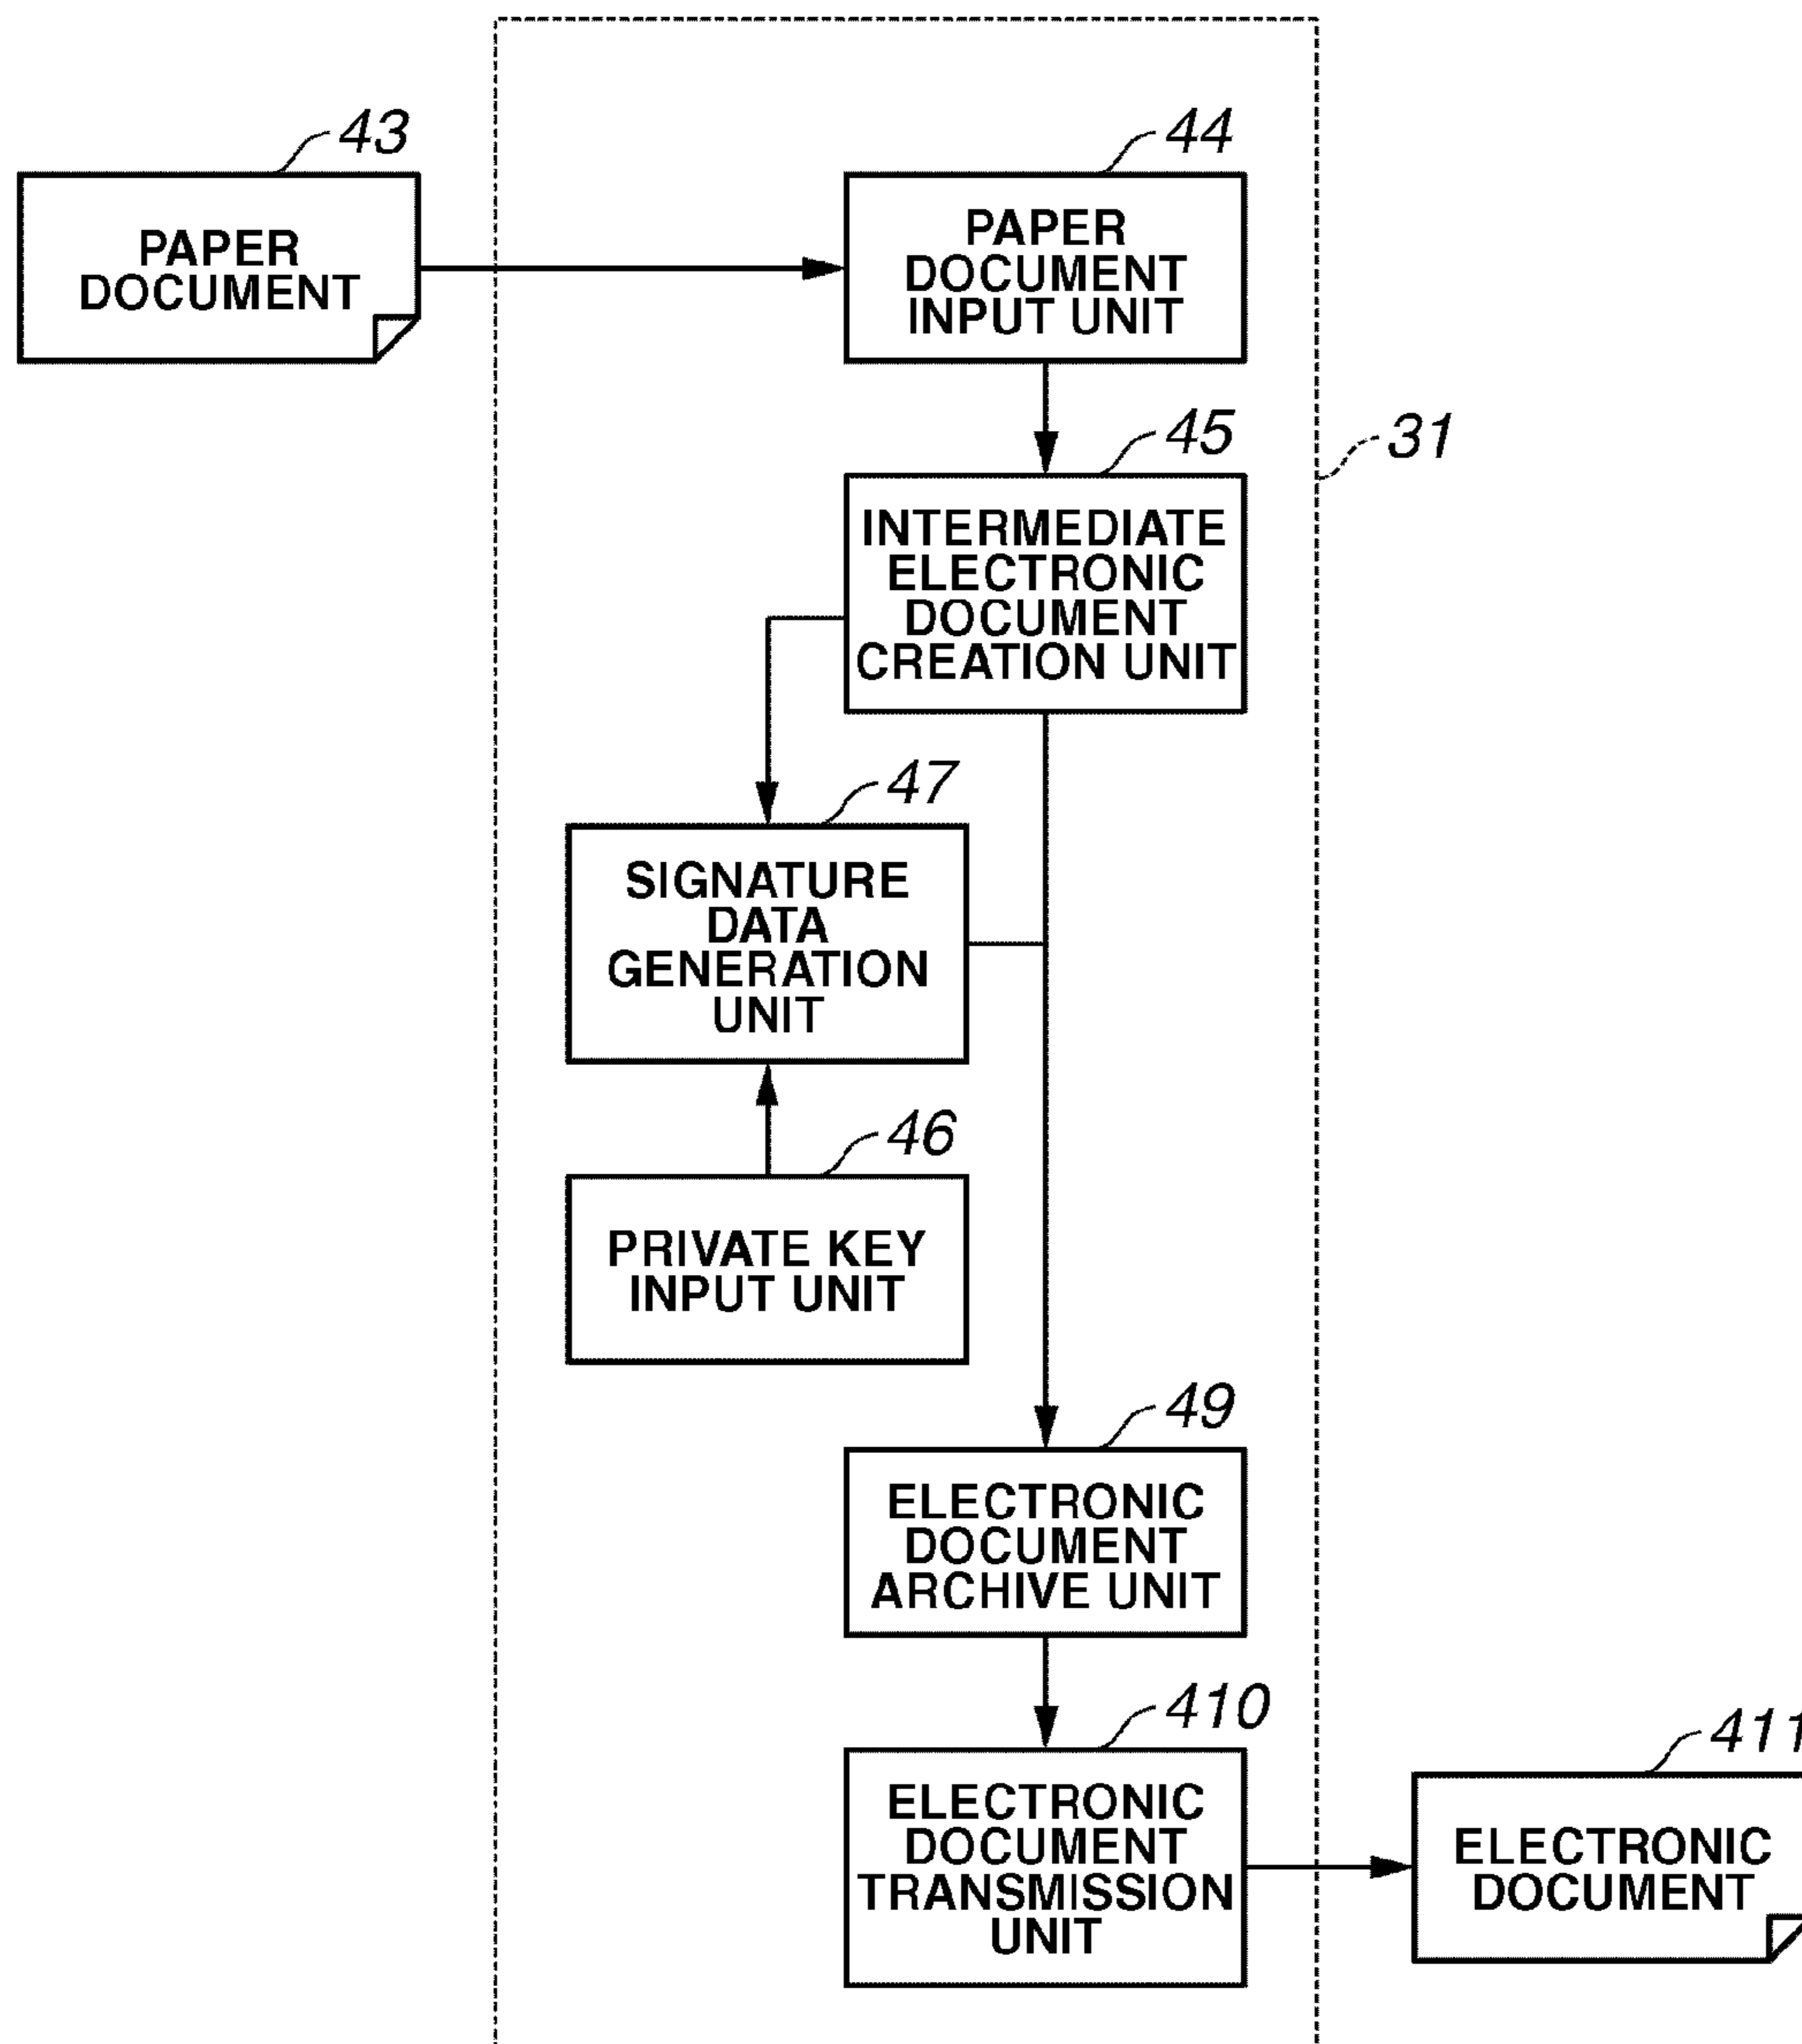 43
PAPER
DOCUMENT
44
PAPER
DOCUMENT
INPUT UNIT
45
31
INTERMEDIATE
ELECTRONIC
DOCUMENT
CREATION UNIT
47
SIGNATURE
DATA
GENERATION
UNIT
46
PRIVATE KEY
INPUT UNIT
49
ELECTRONIC
DOCUMENT
ARCHIVE UNIT
410
ELECTRONIC
DOCUMENT
TRANSMISSION
UNIT
411
ELECTRONIC
DOCUMENT